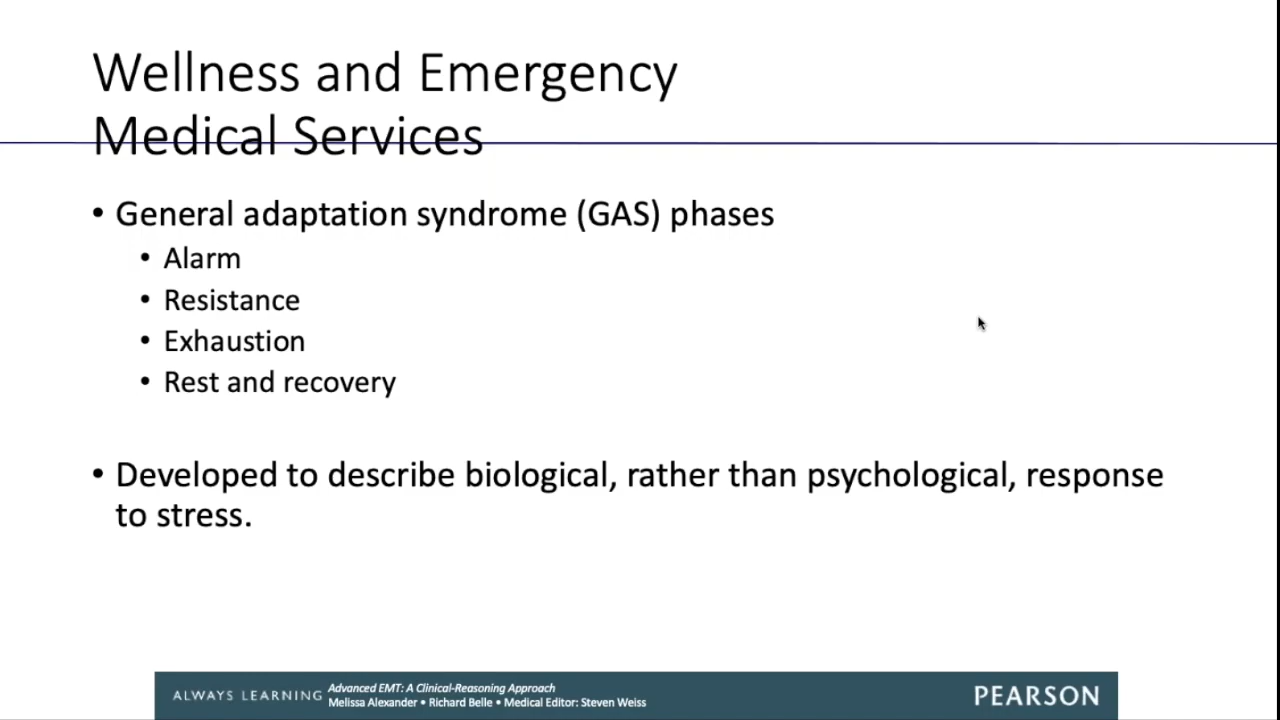 Wellness and Emergency
Medical Services
• General adaptation syndrome (GAS) phases
• Alarm
• Resistance
• Exhaustion
• Rest and recovery
• Developed to describe biological, rather than psychological, response
to stress.
ALWAYS LEARNING
Advanced EMT: A Clinical-Reasoning Approach
Melissa Alexander • Richard Belle • Medical Editor: Steven Weiss
PEARSON